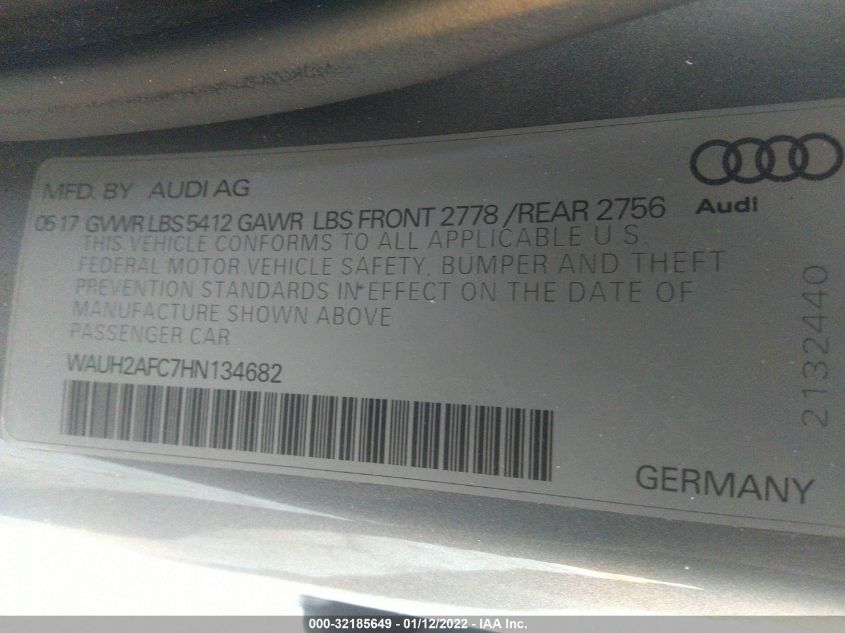 MFD. BY AUDI AG
05 17 GVWR LBS 5412 GAWR LBS FRONT 2778 / REAR 2756
THIS VEHICLE CONFORMS TO ALL APPLICABLE U.S.
FEDERAL MOTOR VEHICLE SAFETY, BUMPER AND THEFT
PREVENTION STANDARDS IN EFFECT ON THE DATE OF
MANUFACTURE SHOWN ABOVE
PASSENGER CAR
WAUH2AFC7HN134682
Audi
2132440
GERMANY
000-32185649 - 01/12/2022 - IAA Inc.